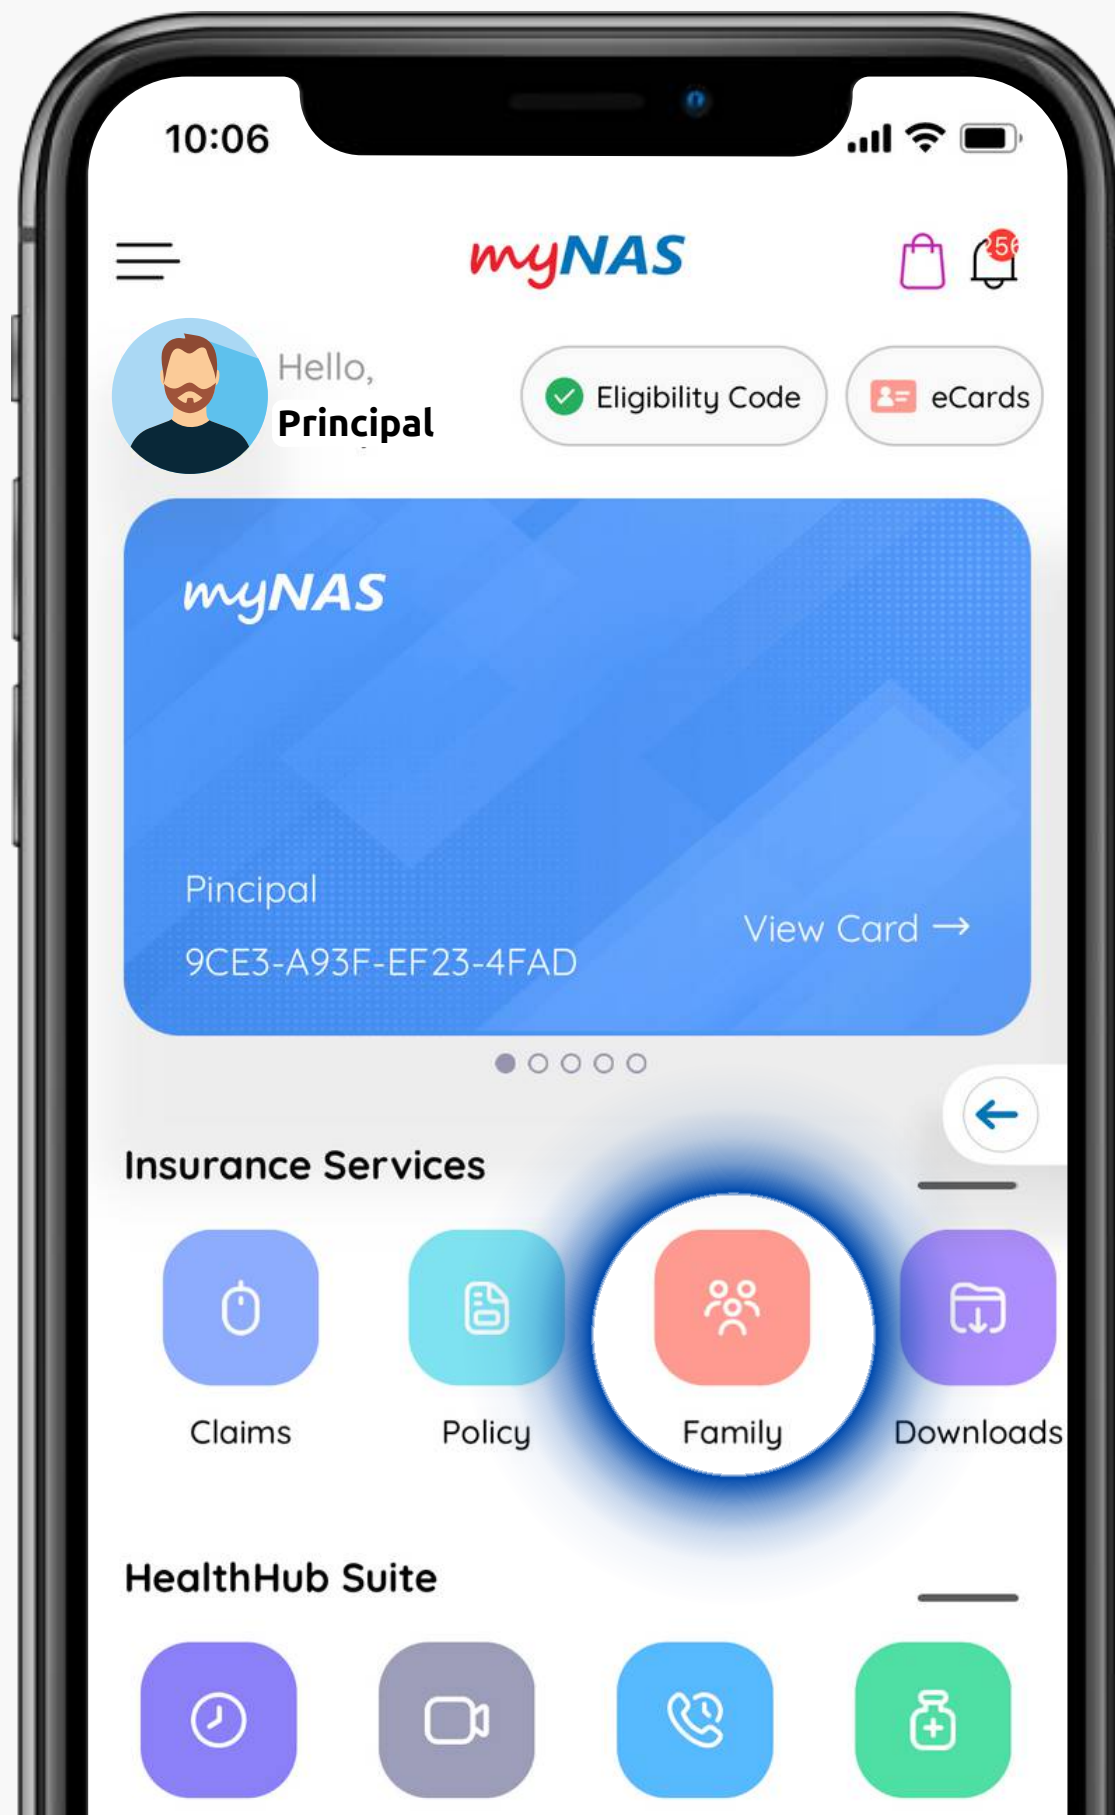 10:06
myNAS
256
Hello,
Principal
Eligibility Code
eCards
myNAS
Pincipal
9CE3-A93F-EF23-4FAD
View Card →
Insurance Services
Claims
Policy
Family
Downloads
HealthHub Suite